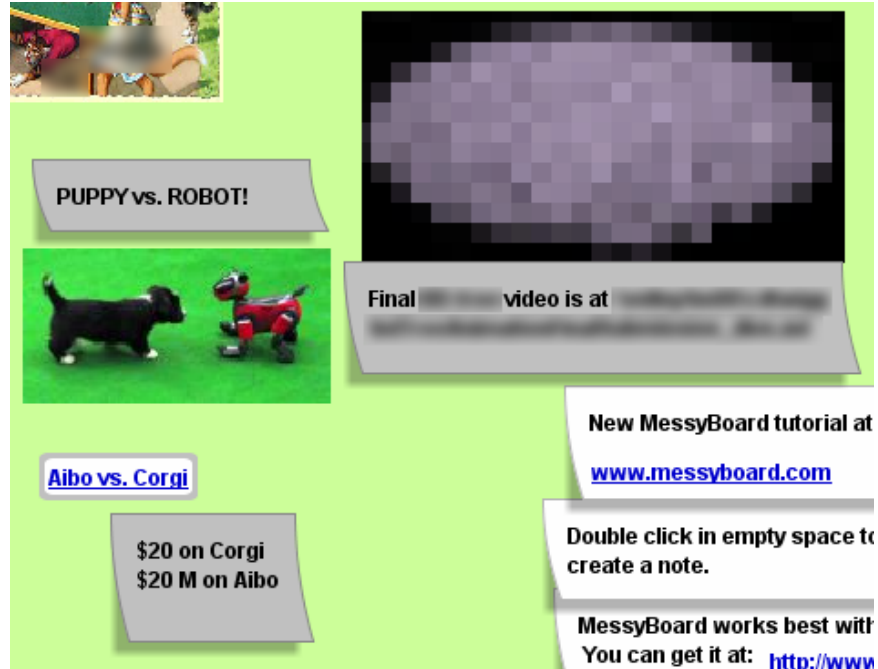 PUPPY vs. ROBOT!
Final video is at
New MessyBoard tutorial at
www.messyboard.com
Aibo vs. Corgi
$20 on Corgi
$20 M on Aibo
Double click in empty space to
create a note.
MessyBoard works best with
You can get it at: http://www